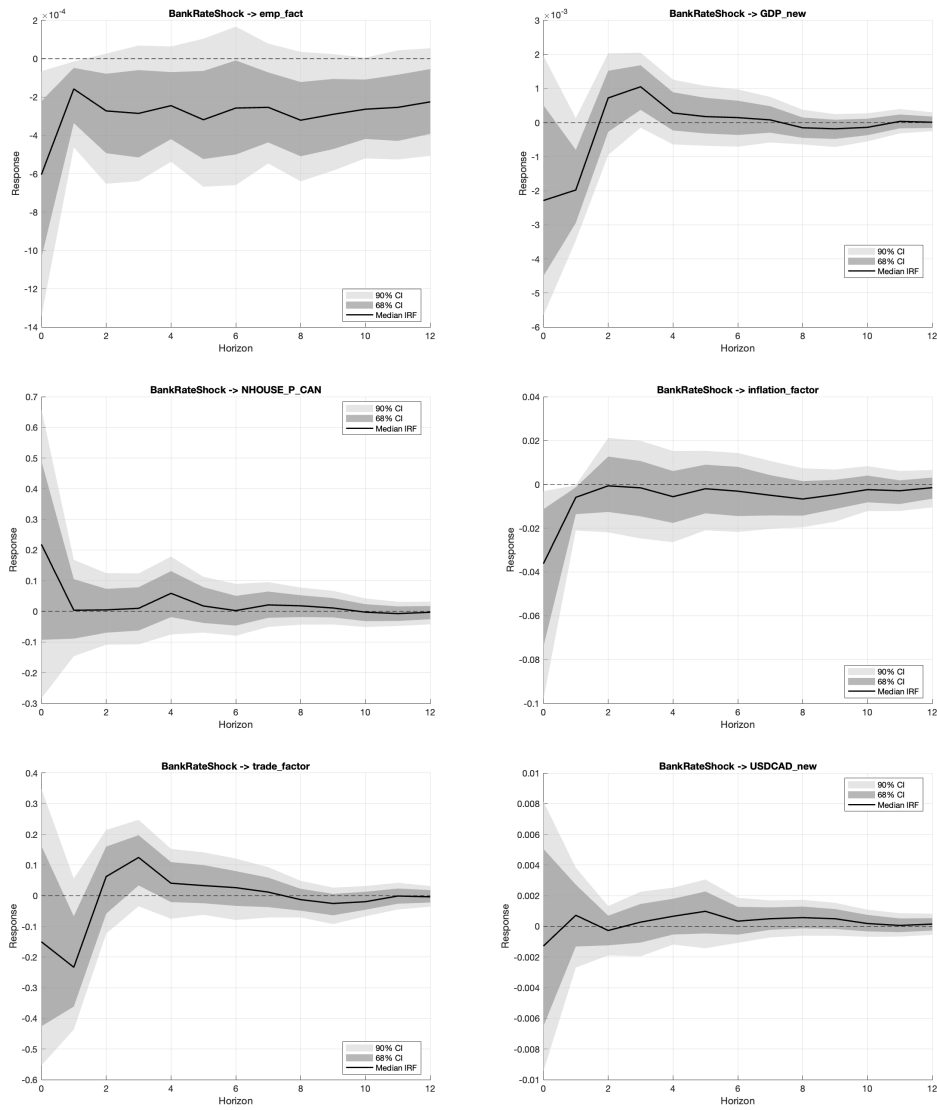 BankRateShock -> emp_fact
×10⁻⁴
2
0
-2
-4
-6
-8
-10
-12
-14
Response
90% CI
68% CI
Median IRF
0 2 4 6 8 10 12
Horizon
BankRateShock -> GDP_new
×10⁻³
3
2
1
0
-1
-2
-3
-4
-5
-6
Response
90% CI
68% CI
Median IRF
0 2 4 6 8 10 12
Horizon
BankRateShock -> NHOUSE_P_CAN
0.7
0.6
0.5
0.4
0.3
0.2
0.1
0
-0.1
-0.2
-0.3
Response
90% CI
68% CI
Median IRF
0 2 4 6 8 10 12
Horizon
BankRateShock -> inflation_factor
0.04
0.02
0
-0.02
-0.04
-0.06
-0.08
-0.1
Response
90% CI
68% CI
Median IRF
0 2 4 6 8 10 12
Horizon
BankRateShock -> trade_factor
0.4
0.3
0.2
0.1
0
-0.1
-0.2
-0.3
-0.4
-0.5
-0.6
Response
90% CI
68% CI
Median IRF
0 2 4 6 8 10 12
Horizon
BankRateShock -> USDCAD_new
0.01
0.008
0.006
0.004
0.002
0
-0.002
-0.004
-0.006
-0.008
-0.01
Response
90% CI
68% CI
Median IRF
0 2 4 6 8 10 12
Horizon